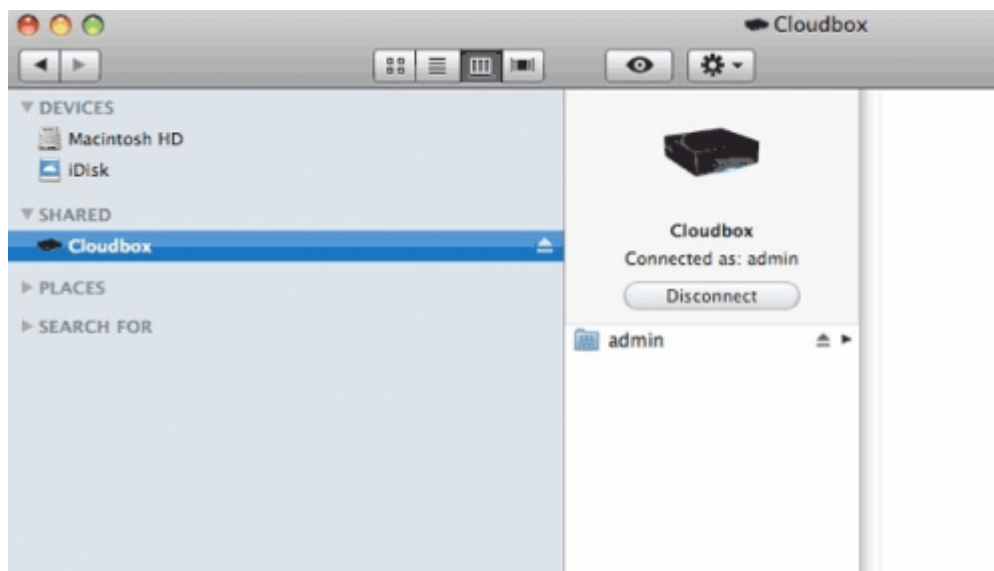 Cloudbox
DEVICES
Macintosh HD
iDisk
SHARED
Cloudbox
PLACES
SEARCH FOR
Cloudbox
Connected as: admin
Disconnect
admin